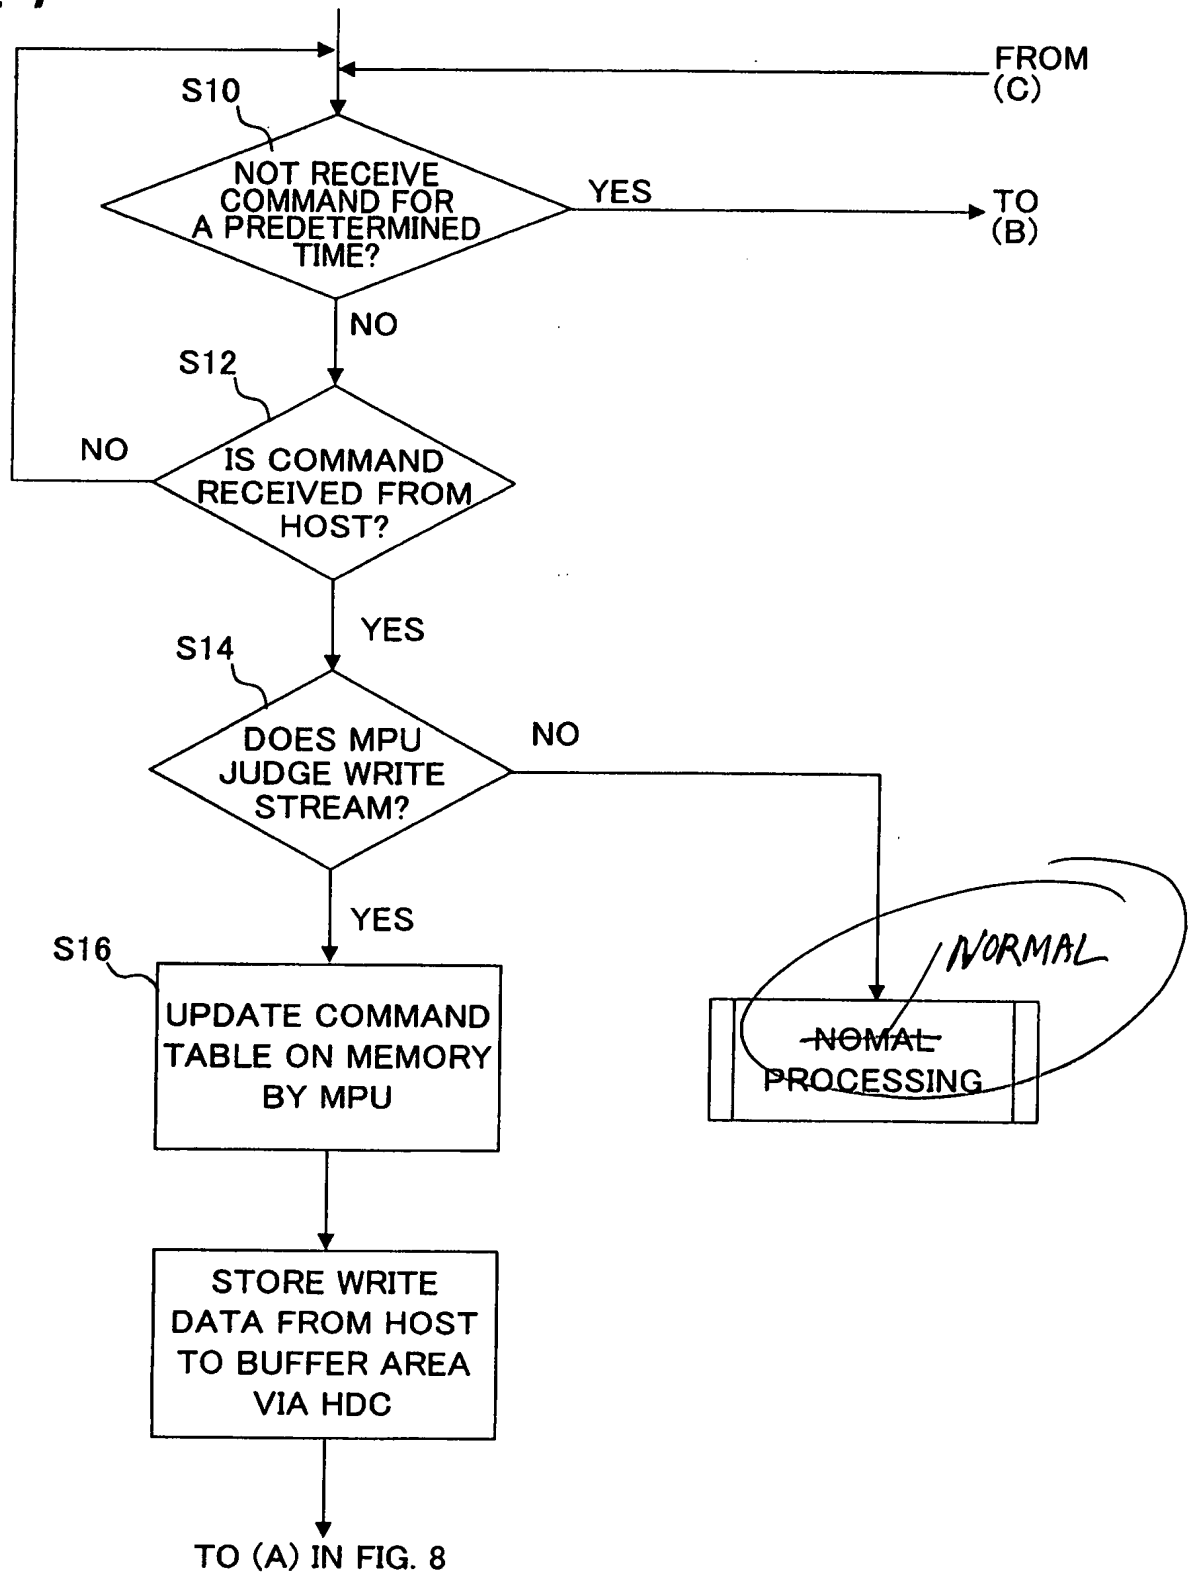 FROM
(C)
S10
NOT RECEIVE
COMMAND FOR
A PREDETERMINED
TIME?
YES
TO
(B)
NO
S12
IS COMMAND
RECEIVED FROM
HOST?
NO
YES
S14
DOES MPU
JUDGE WRITE
STREAM?
NO
YES
S16
UPDATE COMMAND
TABLE ON MEMORY
BY MPU
NORMAL
NOMAL
PROCESSING
STORE WRITE
DATA FROM HOST
TO BUFFER AREA
VIA HDC
TO (A) IN FIG. 8